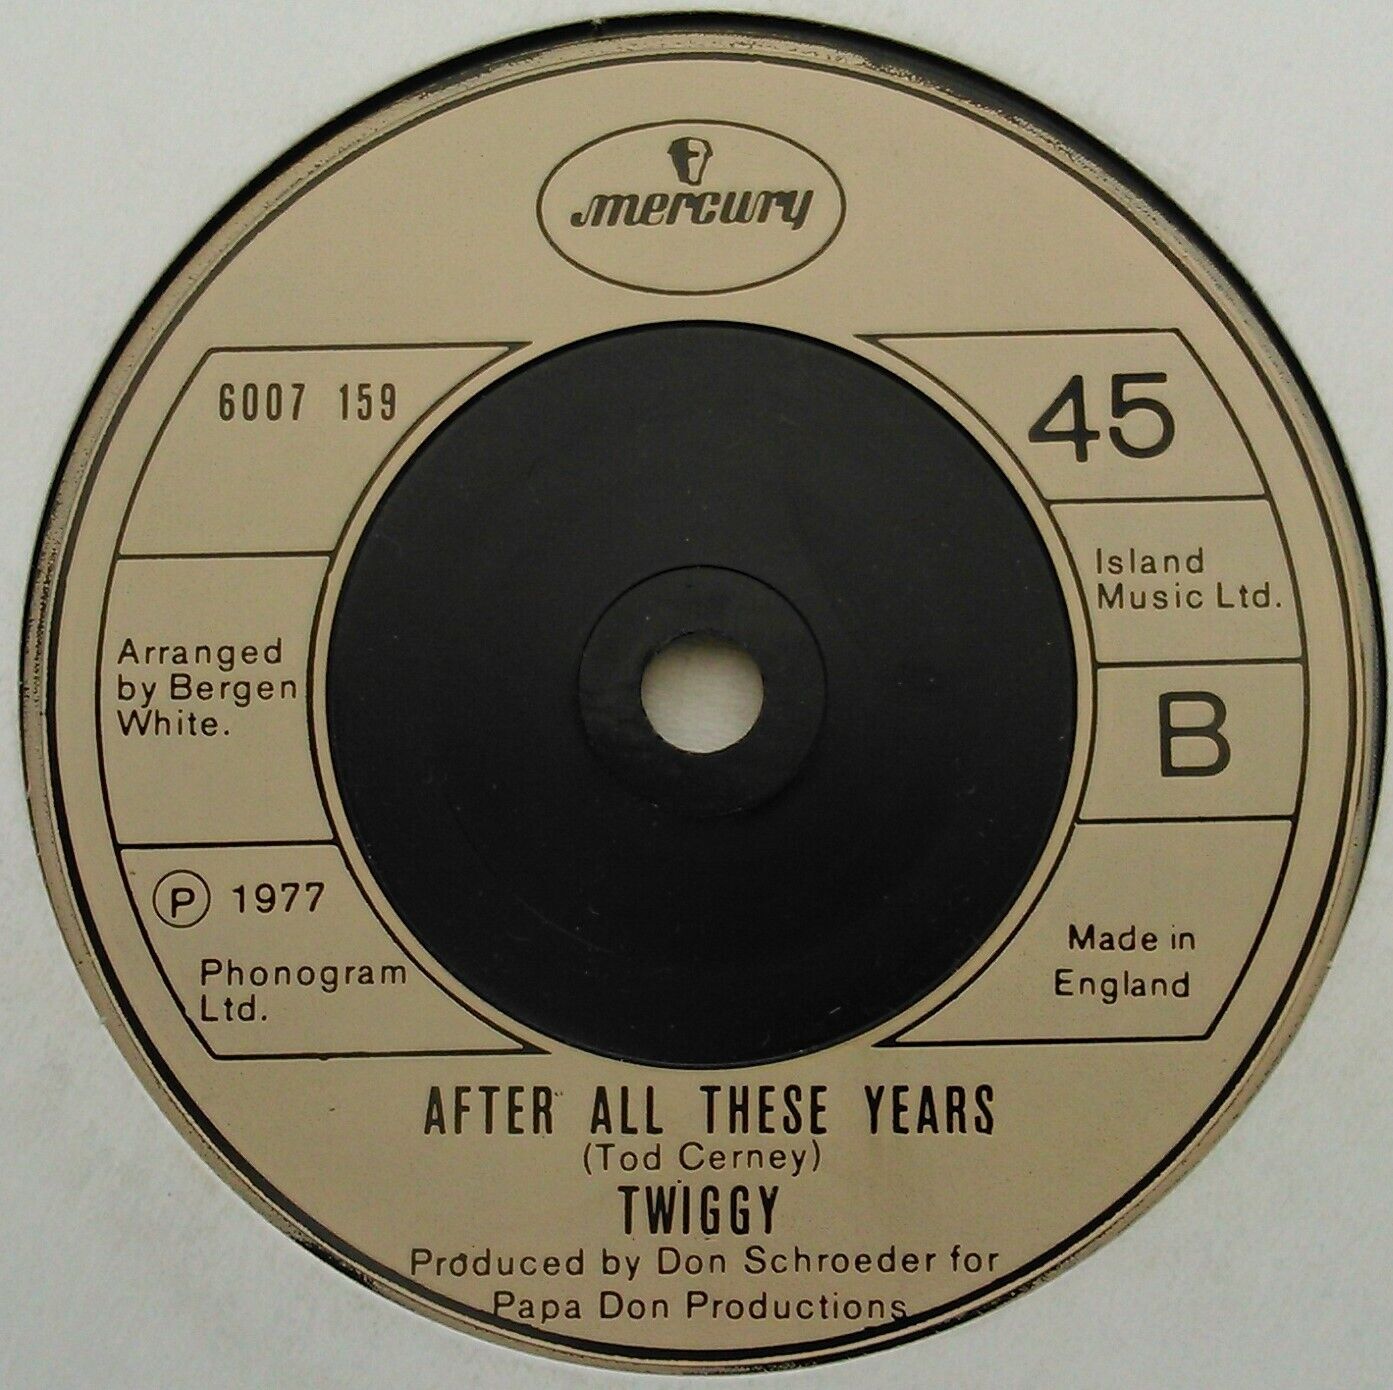 mercury
6007 159
45
Island
Music Ltd.
Arranged
by Bergen
White.
B
Ⓟ 1977
Phonogram
Ltd.
Made in
England
AFTER ALL THESE YEARS
(Tod Cerney)
TWIGGY
Produced by Don Schroeder for
Papa Don Productions